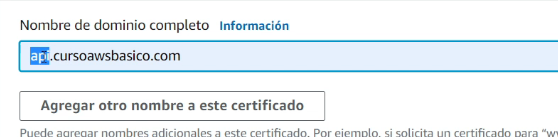 Nombre de dominio completo Información
api.cursoawsbasico.com
Agregar otro nombre a este certificado
Puede agregar nombres adicionales a este certificado. Por ejemplo, si solicita un certificado para "w